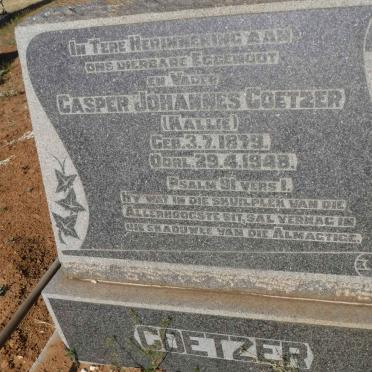 IN TERE HERINNERING AAN
ONS DIERBARE EGGENOOT
EN VADER
CASPER JOHANNES COETZER
(KALLIE)
GEB. 3.7.1879.
OORL. 29.4.1948.
PSALM 91 VERS 1.
HY WAT IN DIE SKUILPLEK VAN DIE
ALLERHOOGSTE SIT, SAL VERNAG IN
DIE SKADUWEE VAN DIE ALMAGTIGE.
COETZER